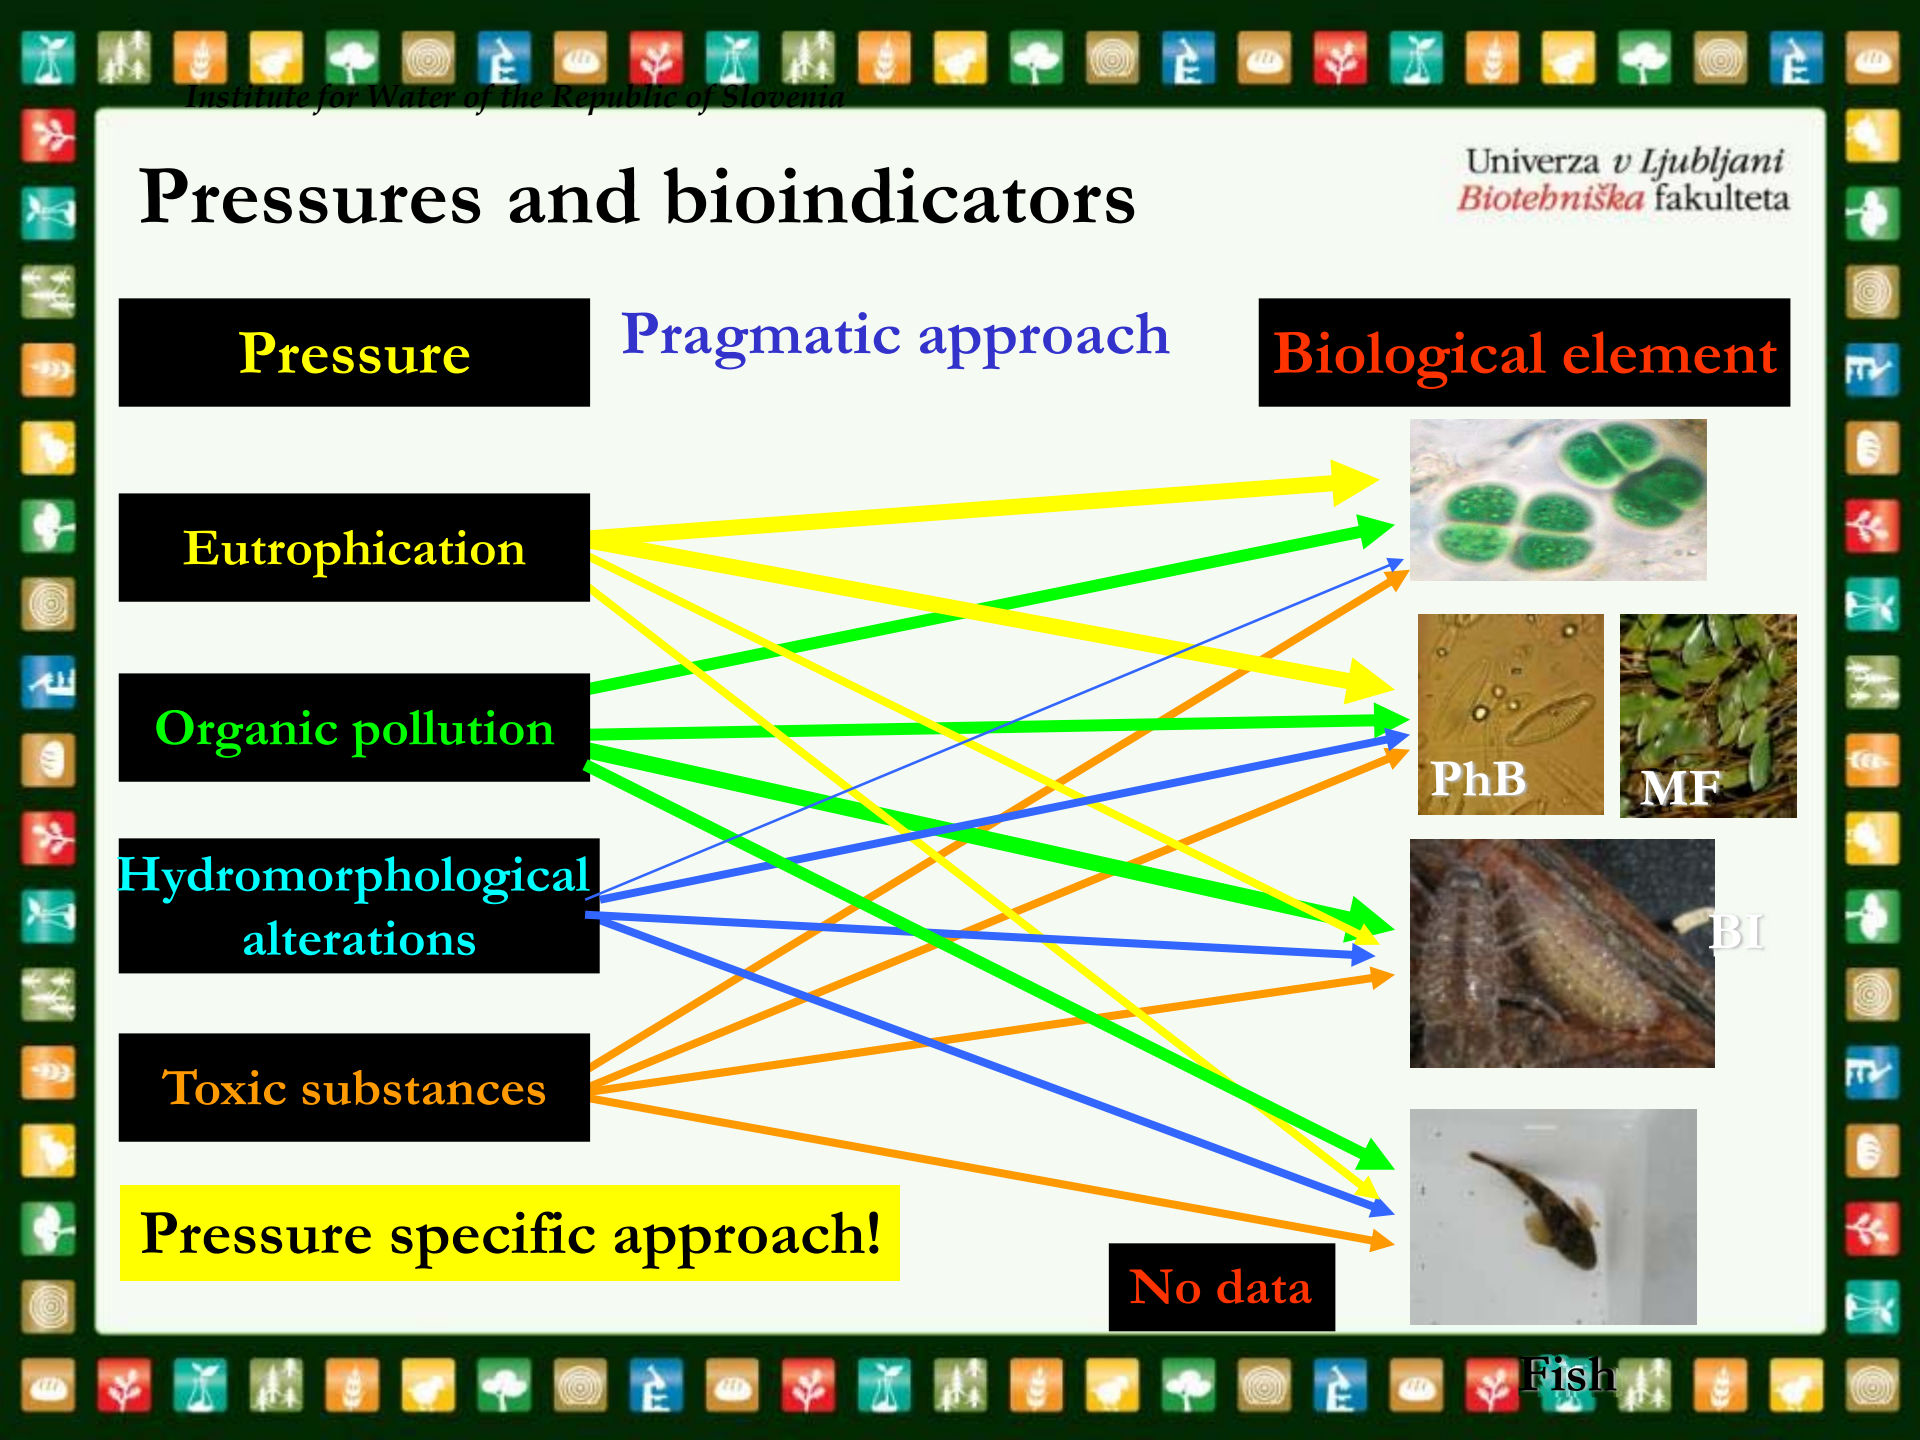 Institute for Water of the Republic of Slovenia
Pressures and bioindicators
Univerza v Ljubljani
Biotehniška fakulteta
Pressure
Pragmatic approach
Biological element
Eutrophication
Organic pollution
PhB
MF
Hydromorphological
alterations
BI
Toxic substances
Pressure specific approach!
No data
Fish